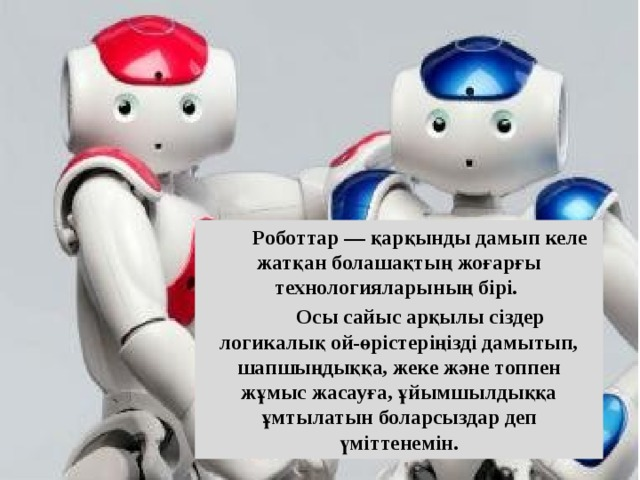 Роботтар — қарқынды дамып келе
жатқан болашақтың жоғарғы
технологияларының бірі.
Осы сайыс арқылы сіздер
логикалық ой-өрістеріңізді дамытып,
шапшыңдыққа, жеке және топпен
жұмыс жасауға, ұйымшылдыққа
ұмтылатын боларсыздар деп
үміттенемін.